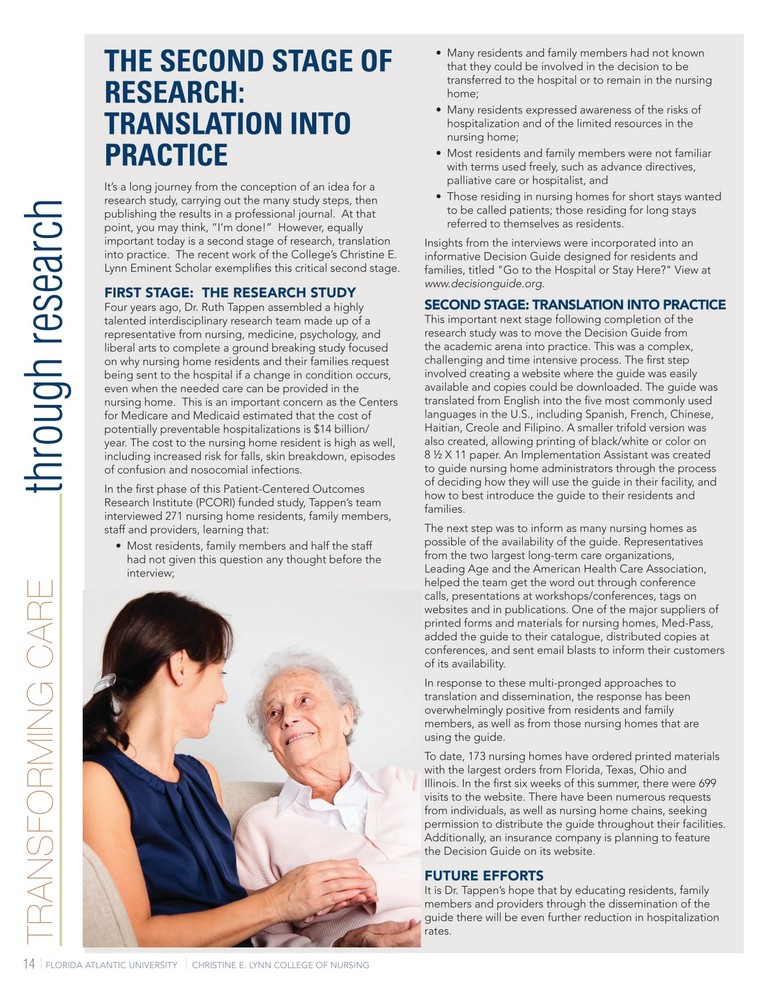 THE SECOND STAGE OF
RESEARCH:
TRANSLATION INTO
PRACTICE
It's a long journey from the conception of an idea for a
research study, carrying out the many study steps, then
publishing the results in a professional journal.  At that
point, you may think, "I'm done!"  However, equally
important today is a second stage of research, translation
into practice.  The recent work of the College's Christine E.
Lynn Eminent Scholar exemplifies this critical second stage.
FIRST STAGE:  THE RESEARCH STUDY
Four years ago, Dr. Ruth Tappen assembled a highly
talented interdisciplinary research team made up of a
representative from nursing, medicine, psychology, and
liberal arts to complete a ground breaking study focused
on why nursing home residents and their families request
being sent to the hospital if a change in condition occurs,
even when the needed care can be provided in the
nursing home.  This is an important concern as the Centers
for Medicare and Medicaid estimated that the cost of
potentially preventable hospitalizations is $14 billion/
year. The cost to the nursing home resident is high as well,
including increased risk for falls, skin breakdown, episodes
of confusion and nosocomial infections.
In the first phase of this Patient-Centered Outcomes
Research Institute (PCORI) funded study, Tappen's team
interviewed 271 nursing home residents, family members,
staff and providers, learning that:
• Most residents, family members and half the staff
had not given this question any thought before the
interview;
• Many residents and family members had not known
that they could be involved in the decision to be
transferred to the hospital or to remain in the nursing
home;
• Many residents expressed awareness of the risks of
hospitalization and of the limited resources in the
nursing home;
• Most residents and family members were not familiar
with terms used freely, such as advance directives,
palliative care or hospitalist, and
• Those residing in nursing homes for short stays wanted
to be called patients; those residing for long stays
referred to themselves as residents.
Insights from the interviews were incorporated into an
informative Decision Guide designed for residents and
families, titled "Go to the Hospital or Stay Here?" View at
www.decisionguide.org.
SECOND STAGE: TRANSLATION INTO PRACTICE
This important next stage following completion of the
research study was to move the Decision Guide from
the academic arena into practice. This was a complex,
challenging and time intensive process. The first step
involved creating a website where the guide was easily
available and copies could be downloaded. The guide was
translated from English into the five most commonly used
languages in the U.S., including Spanish, French, Chinese,
Haitian, Creole and Filipino. A smaller trifold version was
also created, allowing printing of black/white or color on
8 ½ X 11 paper. An Implementation Assistant was created
to guide nursing home administrators through the process
of deciding how they will use the guide in their facility, and
how to best introduce the guide to their residents and
families.
The next step was to inform as many nursing homes as
possible of the availability of the guide. Representatives
from the two largest long-term care organizations,
Leading Age and the American Health Care Association,
helped the team get the word out through conference
calls, presentations at workshops/conferences, tags on
websites and in publications. One of the major suppliers of
printed forms and materials for nursing homes, Med-Pass,
added the guide to their catalogue, distributed copies at
conferences, and sent email blasts to inform their customers
of its availability.
In response to these multi-pronged approaches to
translation and dissemination, the response has been
overwhelmingly positive from residents and family
members, as well as from those nursing homes that are
using the guide.
To date, 173 nursing homes have ordered printed materials
with the largest orders from Florida, Texas, Ohio and
Illinois. In the first six weeks of this summer, there were 699
visits to the website. There have been numerous requests
from individuals, as well as nursing home chains, seeking
permission to distribute the guide throughout their facilities.
Additionally, an insurance company is planning to feature
the Decision Guide on its website.
FUTURE EFFORTS
It is Dr. Tappen's hope that by educating residents, family
members and providers through the dissemination of the
guide there will be even further reduction in hospitalization
rates.
TRANSFORMING CARE through research
14 | FLORIDA ATLANTIC UNIVERSITY | CHRISTINE E. LYNN COLLEGE OF NURSING